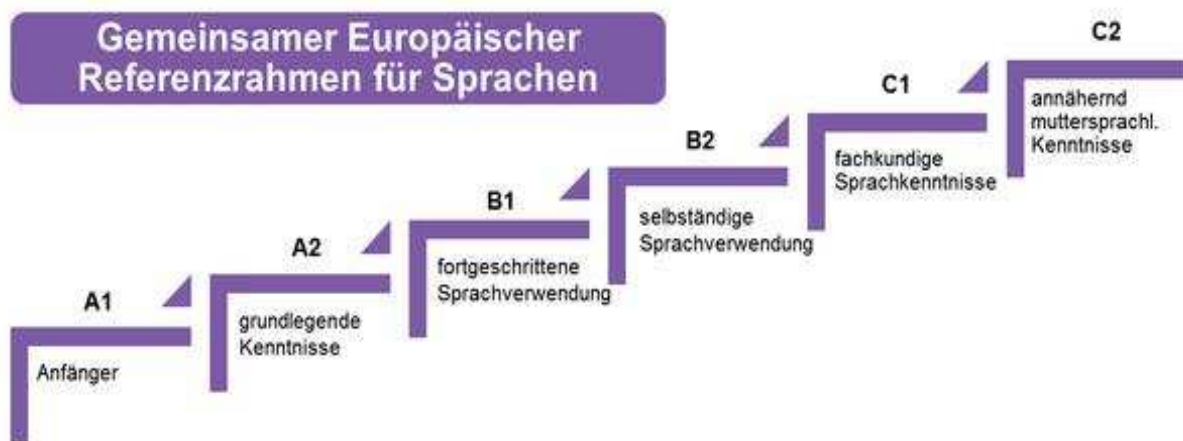 Gemeinsamer Europäischer
Referenzrahmen für Sprachen
A1
Anfänger
A2
grundlegende
Kenntnisse
B1
fortgeschrittene
Sprachverwendung
B2
selbständige
Sprachverwendung
C1
fachkundige
Sprachkenntnisse
C2
annähernd
muttersprachl.
Kenntnisse